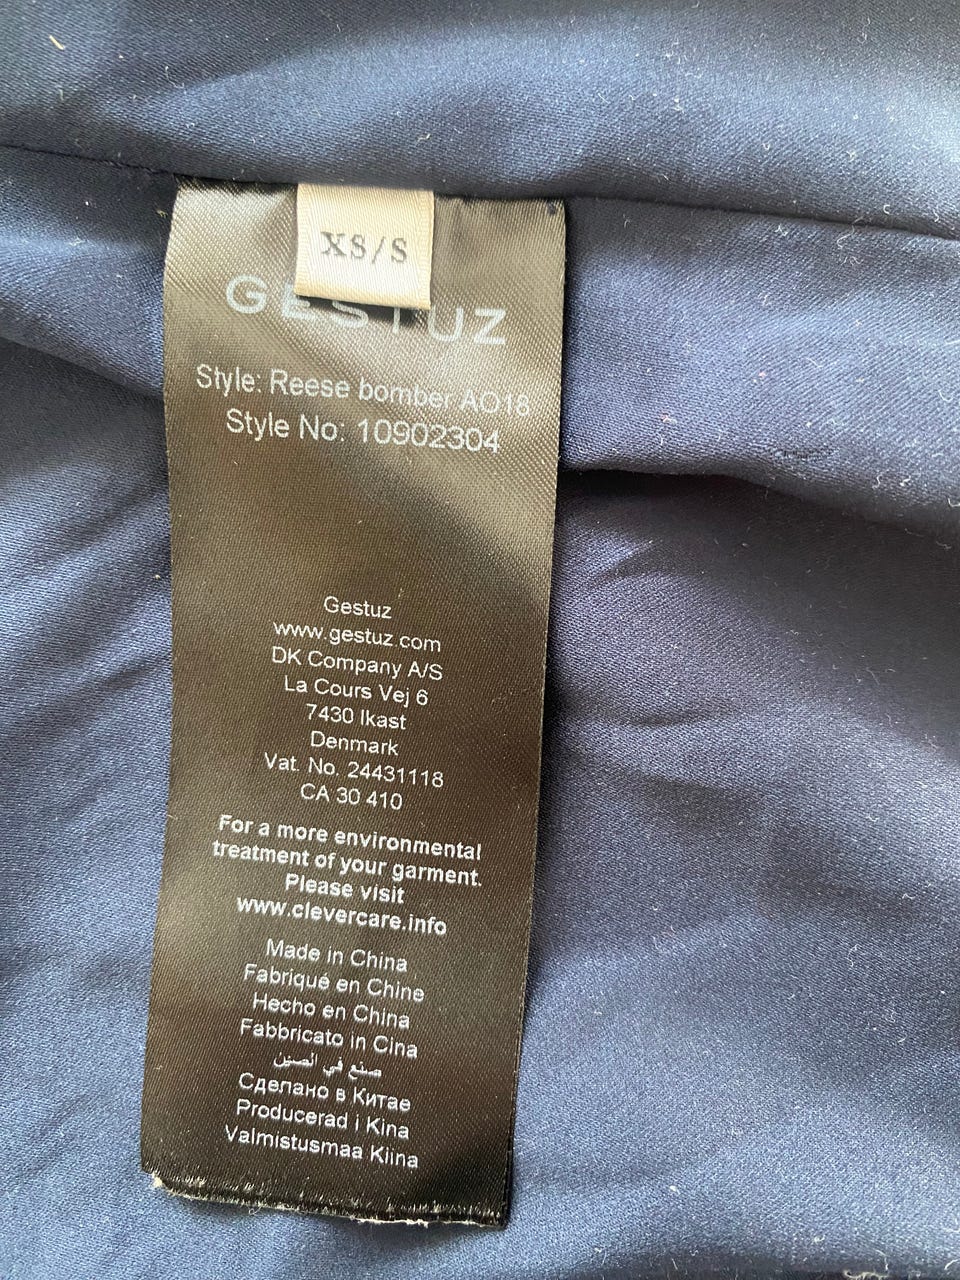 XS/S
GESTUZ
Style: Reese bomber AO18
Style No: 10902304
Gestuz
www.gestuz.com
DK Company A/S
La Cours Vej 6
7430 Ikast
Denmark
Vat. No. 24431118
CA 30 410
For a more environmental
treatment of your garment.
Please visit
www.clevercare.info
Made in China
Fabriqué en Chine
Hecho en China
Fabbricato in Cina
صنع في الصين
Сделано в Китае
Producerad i Kina
Valmistusmaa Kiina